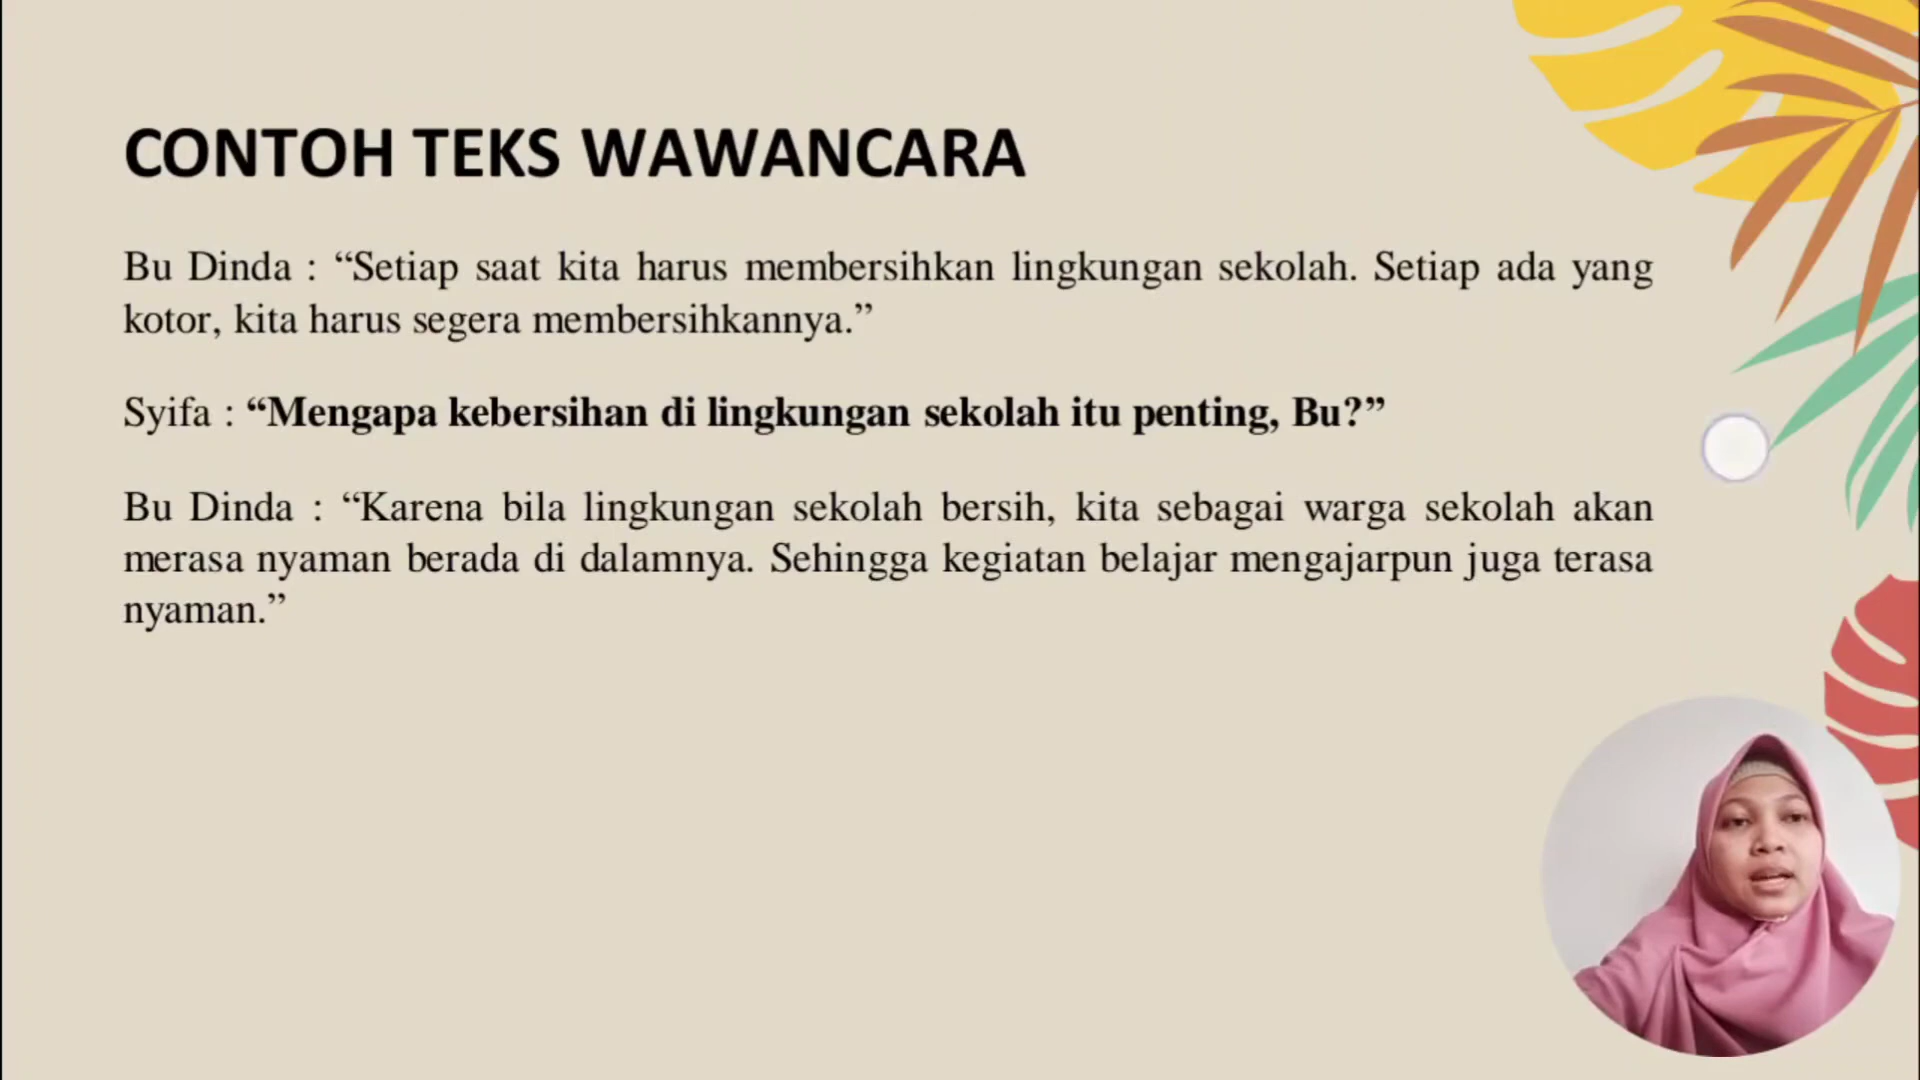 CONTOH TEKS WAWANCARA
Bu Dinda : “Setiap saat kita harus membersihkan lingkungan sekolah. Setiap ada yang
kotor, kita harus segera membersihkannya.”
Syifa : “Mengapa kebersihan di lingkungan sekolah itu penting, Bu?”
Bu Dinda : “Karena bila lingkungan sekolah bersih, kita sebagai warga sekolah akan
merasa nyaman berada di dalamnya. Sehingga kegiatan belajar mengajarpun juga terasa
nyaman.”